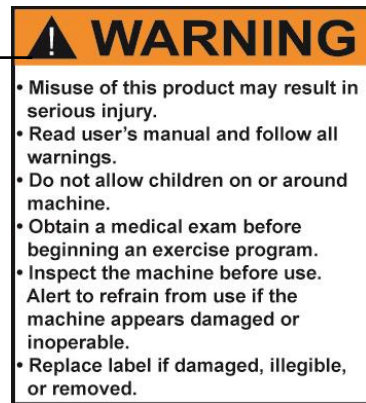 ! WARNING
• Misuse of this product may result in
serious injury.
• Read user's manual and follow all
warnings.
• Do not allow children on or around
machine.
• Obtain a medical exam before
beginning an exercise program.
• Inspect the machine before use.
Alert to refrain from use if the
machine appears damaged or
inoperable.
• Replace label if damaged, illegible,
or removed.